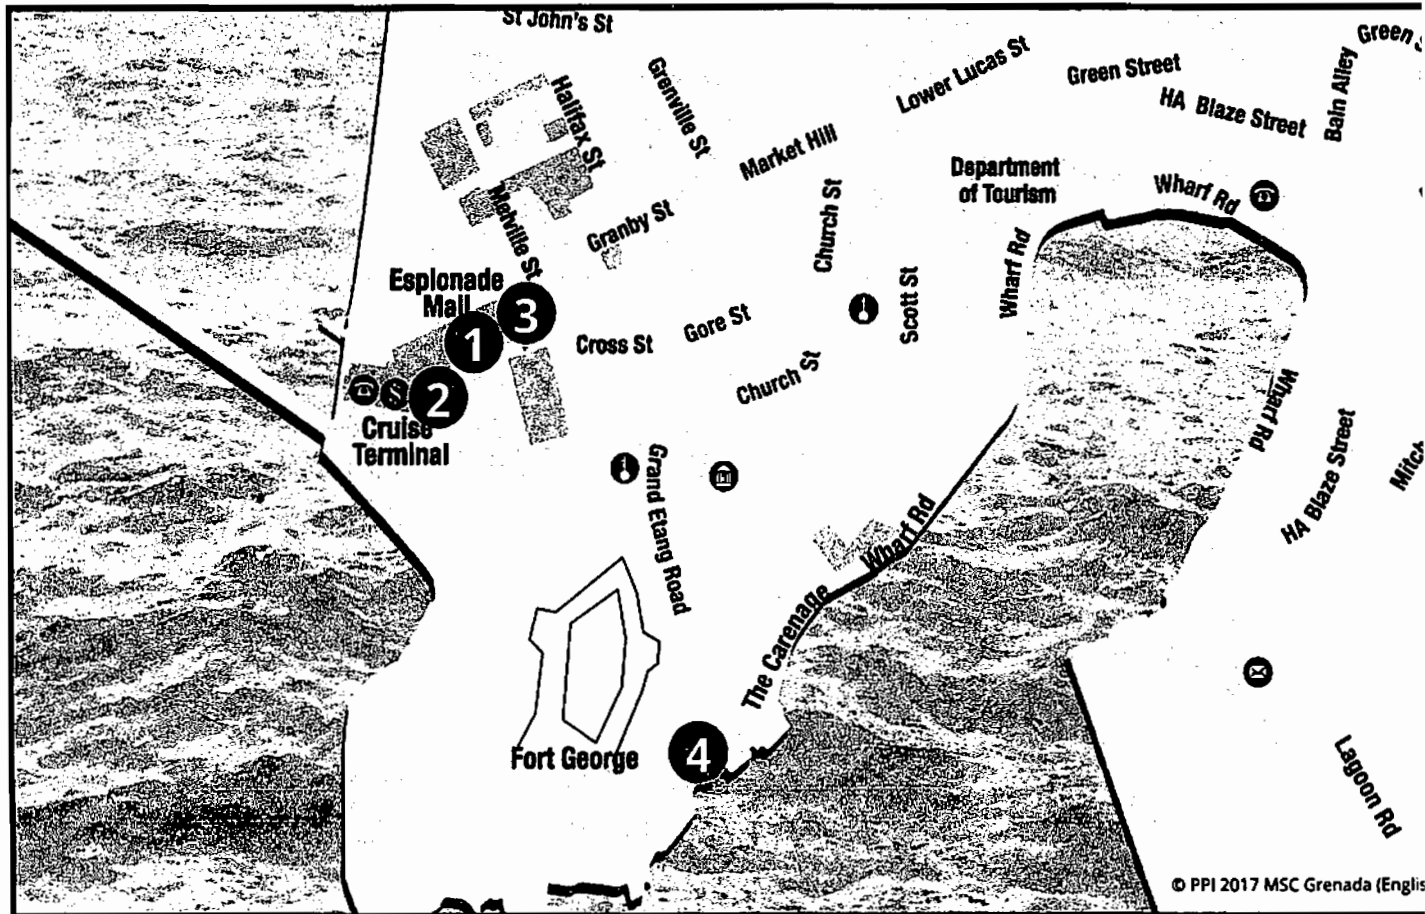 St John's St
Green S
Lower Lucas St
Green Street
Bain Alley
HA Blaze Street
Grenville St
Halifax St
Market Hill
Department
of Tourism
Wharf Rd
Church St
Melville St
Granby St
Wharf Rd
Scott St
Esplonade
Mall
3
1
Cross St
Gore St
Church St
$
2
Cruise
Terminal
Wharf Rd
HA Blaze Street
Mitch
Grand Etang Road
Wharf Rd
The Carenage
Fort George
4
Lagoon Rd
© PPI 2017 MSC Grenada (Englis